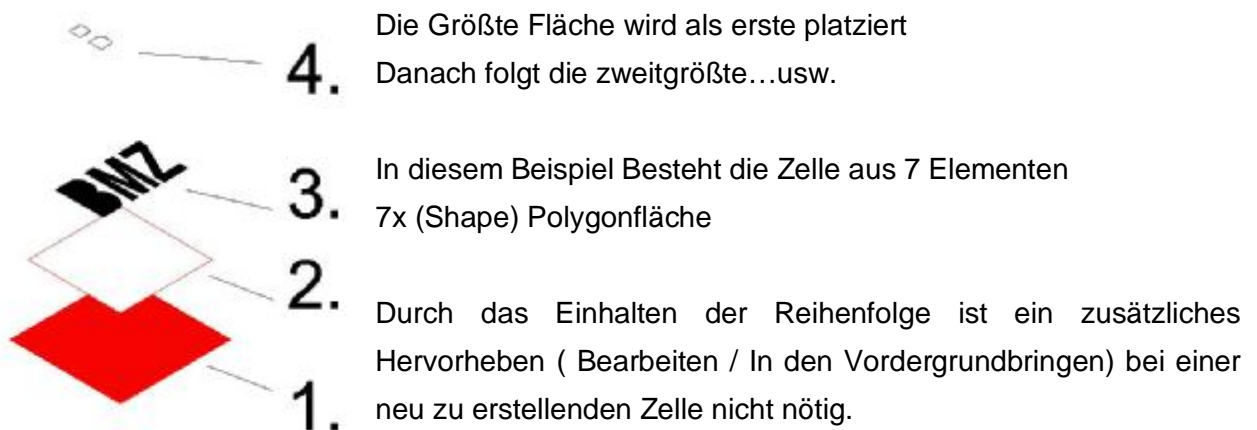 4.
Die Größte Fläche wird als erste platziert
Danach folgt die zweitgrößte…usw.
BMZ
3.
In diesem Beispiel Besteht die Zelle aus 7 Elementen
7x (Shape) Polygonfläche
2.
Durch das Einhalten der Reihenfolge ist ein zusätzliches
Hervorheben ( Bearbeiten / In den Vordergrundbringen) bei einer
neu zu erstellenden Zelle nicht nötig.
1.